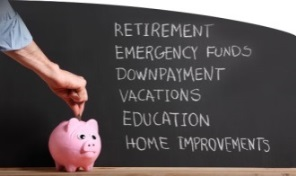 RETIREMENT
EMERGENCY FUNDS
DOWNPAYMENT
VACATIONS
EDUCATION
HOME IMPROVEMENTS